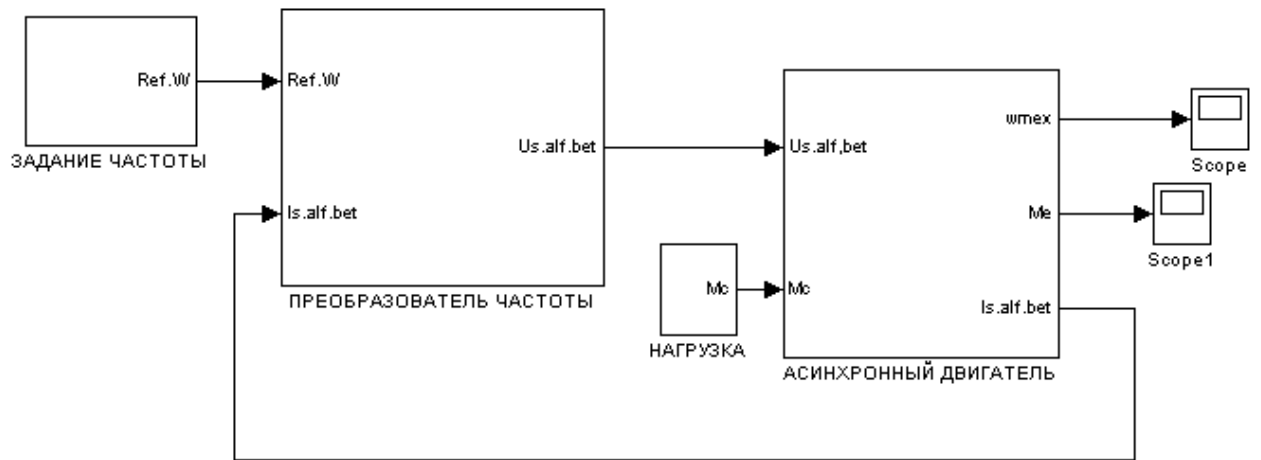 Ref.W
ЗАДАНИЕ ЧАСТОТЫ
Ref.W
Us.alf.bet
Is.alf.bet
ПРЕОБРАЗОВАТЕЛЬ ЧАСТОТЫ
Mc
НАГРУЗКА
wmex
Us.alf,bet
Me
Mc
Is.alf.bet
АСИНХРОННЫЙ ДВИГАТЕЛЬ
Scope
Scope1